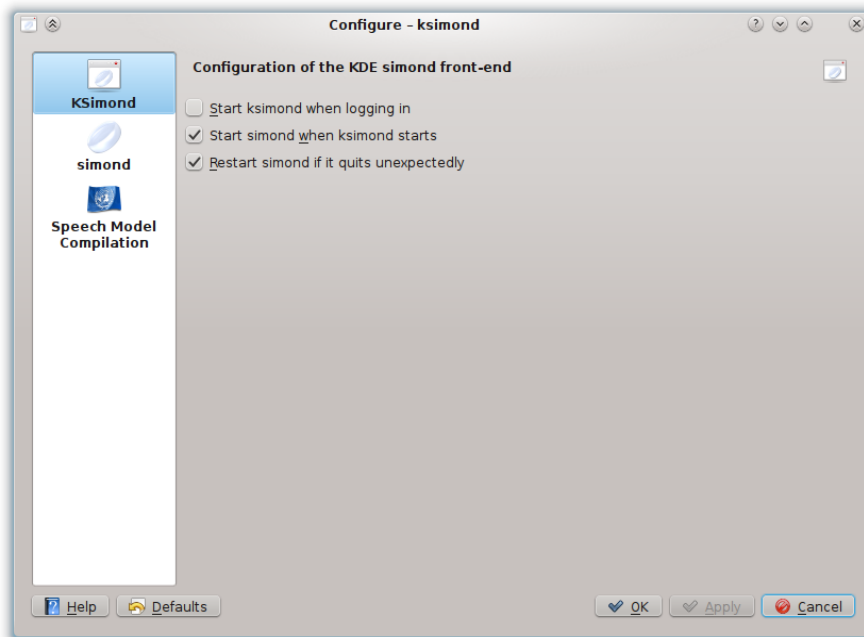 Configure – ksimond
KSimond
simond
Speech Model
Compilation
Configuration of the KDE simond front-end
Start ksimond when logging in
Start simond when ksimond starts
Restart simond if it quits unexpectedly
Help
Defaults
OK
Apply
Cancel